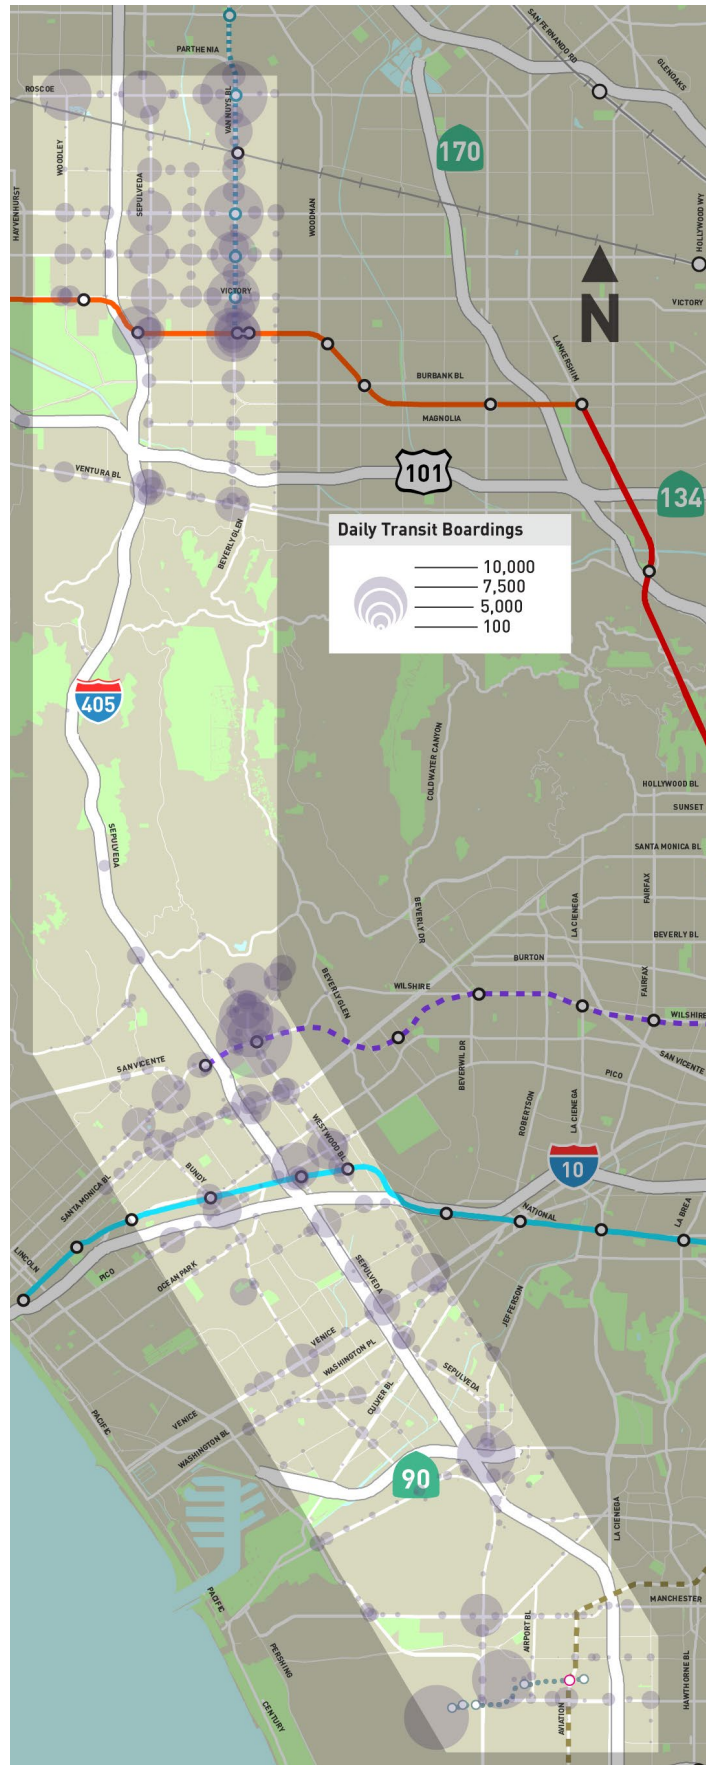 PARTHENIA
SAN FERNANDO RD
GLENOAKS
ROSCOE
VAN NUYS BL
170
WOODLEY
SEPULVEDA
HAYVENHURST
WOODMAN
HOLLYWOOD WY
VICTORY
VICTORY
N
LANKERSHIM
BURBANK BL
MAGNOLIA
VENTURA BL
101
134
BEVERLY GLEN
Daily Transit Boardings
10,000
7,500
5,000
100
405
COLDWATER CANYON
HOLLYWOOD BL
SUNSET
SEPULVEDA
SANTA MONICA BL
FAIRFAX
LA CIENEGA
BEVERLY DR
BEVERLY BL
BURTON
BEVERLY GLEN
WILSHIRE
FAIRFAX
WILSHIRE
SAN VICENTE
SAN VICENTE
BEVERWIL DR
PICO
ROBERTSON
LA CIENEGA
WESTWOOD BL
10
BUNDY
SANTA MONICA BL
NATIONAL
LA BREA
LINCOLN
PICO
OCEAN PARK
SEPULVEDA
JEFFERSON
VENICE
WASHINGTON PL
SEPULVEDA
CULVER BL
PACIFIC
VENICE
WASHINGTON BL
90
LA CIENEGA
PACIFIC
MANCHESTER
AIRPORT BL
PERSHING
HAWTHORNE BL
CENTURY
AVIATION